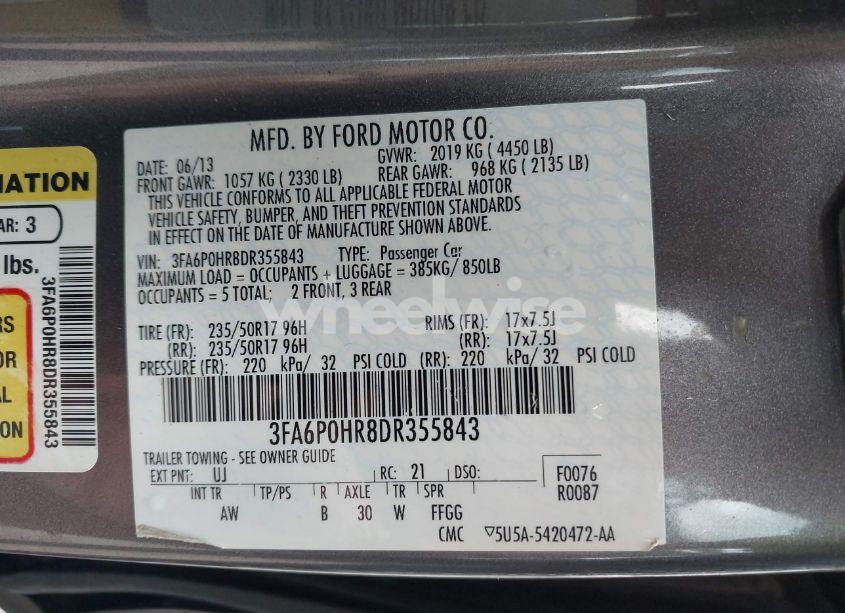 MFD. BY FORD MOTOR CO.
DATE: 06/13 GVWR: 2019 KG ( 4450 LB)
FRONT GAWR: 1057 KG ( 2330 LB) REAR GAWR: 968 KG ( 2135 LB)
THIS VEHICLE CONFORMS TO ALL APPLICABLE FEDERAL MOTOR
VEHICLE SAFETY, BUMPER, AND THEFT PREVENTION STANDARDS
IN EFFECT ON THE DATE OF MANUFACTURE SHOWN ABOVE.
VIN: 3FA6P0HR8DR355843 TYPE: Passenger Car
MAXIMUM LOAD = OCCUPANTS + LUGGAGE = 385KG/ 850LB
OCCUPANTS = 5 TOTAL; 2 FRONT, 3 REAR
wheelwise
TIRE (FR): 235/50R17 96H RIMS (FR): 17x7.5J
(RR): 235/50R17 96H (RR): 17x7.5J
PRESSURE (FR): 220 kPa/ 32 PSI COLD (RR): 220 kPa/ 32 PSI COLD
3FA6P0HR8DR355843
TRAILER TOWING - SEE OWNER GUIDE
EXT PNT: UJ RC: 21 DSO: F0076
R0087
INT TR TP/PS R AXLE TR SPR
AW B 30 W FFGG
CMC ▽5U5A-5420472-AA
MATION
AR: 3
lbs.
RS
OR
AL
ION
3FA6P0HR8DR355843